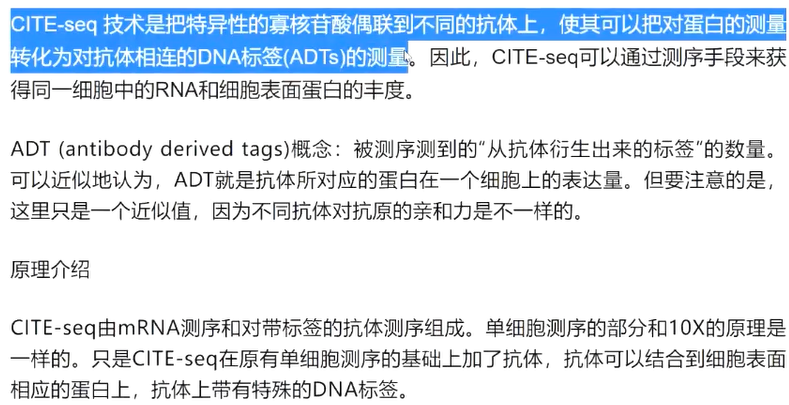 CITE-seq 技术是把特异性的寡核苷酸偶联到不同的抗体上，使其可以把对蛋白的测量
转化为对抗体相连的DNA标签(ADTs)的测量。因此，CITE-seq可以通过测序手段来获
得同一细胞中的RNA和细胞表面蛋白的丰度。
ADT (antibody derived tags)概念：被测序测到的“从抗体衍生出来的标签”的数量。
可以近似地认为，ADT就是抗体所对应的蛋白在一个细胞上的表达量。但要注意的是，
这里只是一个近似值，因为不同抗体对抗原的亲和力是不一样的。
原理介绍
CITE-seq由mRNA测序和对带标签的抗体测序组成。单细胞测序的部分和10X的原理是
一样的。只是CITE-seq在原有单细胞测序的基础上加了抗体，抗体可以结合到细胞表面
相应的蛋白上，抗体上带有特殊的DNA标签。